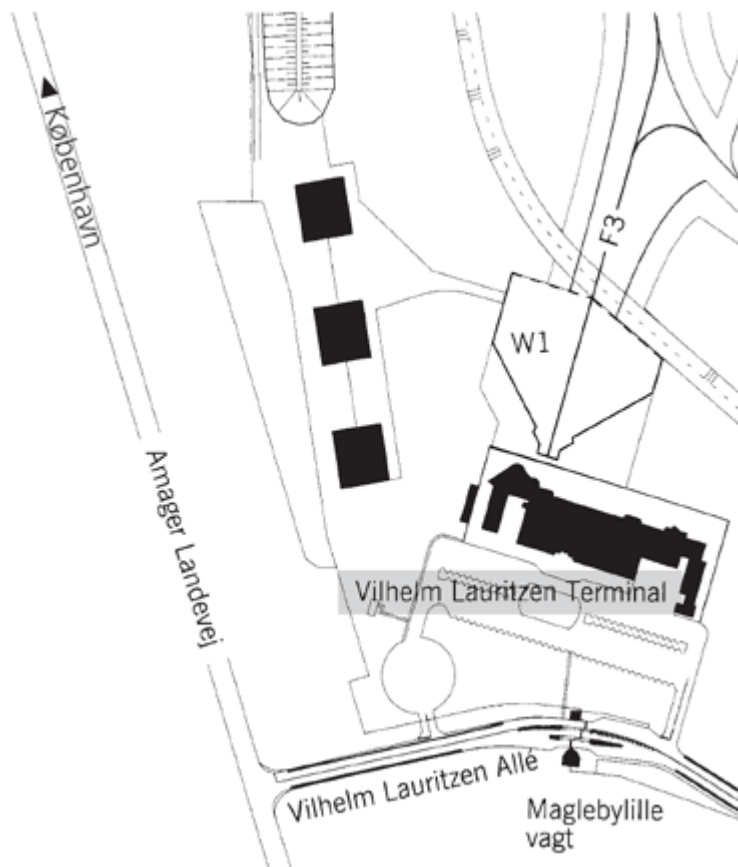 København
F3
W1
Amager Landevej
Vilhelm Lauritzen Terminal
Vilhelm Lauritzen Allé
Maglebylille
vagt